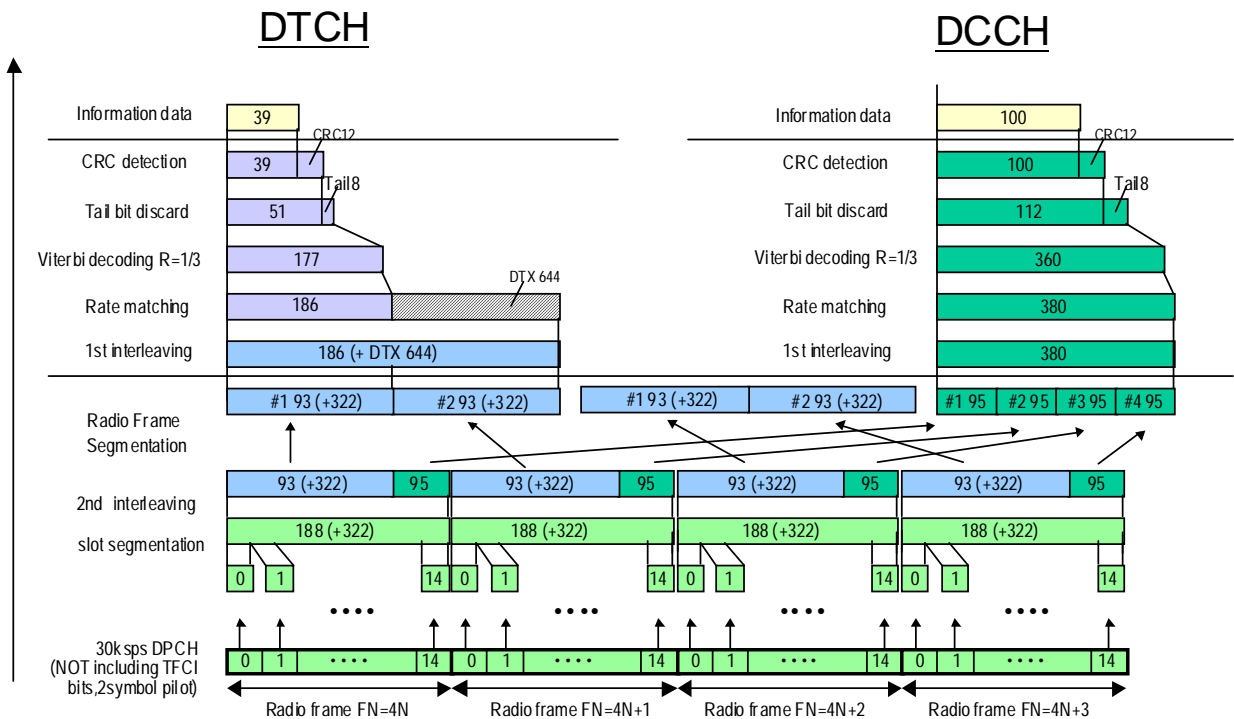 DTCH DCCH
Information data 39 Information data 100
CRC12 CRC12
CRC detection 39 CRC detection 100
Tail8 Tail8
Tail bit discard 51 Tail bit discard 112
Viterbi decoding R=1/3 177 Viterbi decoding R=1/3 360
DTX 644
Rate matching 186 Rate matching 380
1st interleaving 186 (+ DTX 644) 1st interleaving 380
#1 93 (+322) #2 93 (+322) #1 93 (+322) #2 93 (+322) #1 95 #2 95 #3 95 #4 95
Radio Frame
Segmentation
93 (+322) 95 93 (+322) 95 93 (+322) 95 93 (+322) 95
2nd interleaving
188 (+322) 188 (+322) 188 (+322) 188 (+322)
slot segmentation
0 1 14 0 1 14 0 1 14 0 1 14
•••• •••• •••• ••••
30ksps DPCH
(NOT including TFCI
bits,2symbol pilot)
0 1 •••• 14 0 1 •••• 14 0 1 •••• 14 0 1 •••• 14
Radio frame FN=4N Radio frame FN=4N+1 Radio frame FN=4N+2 Radio frame FN=4N+3